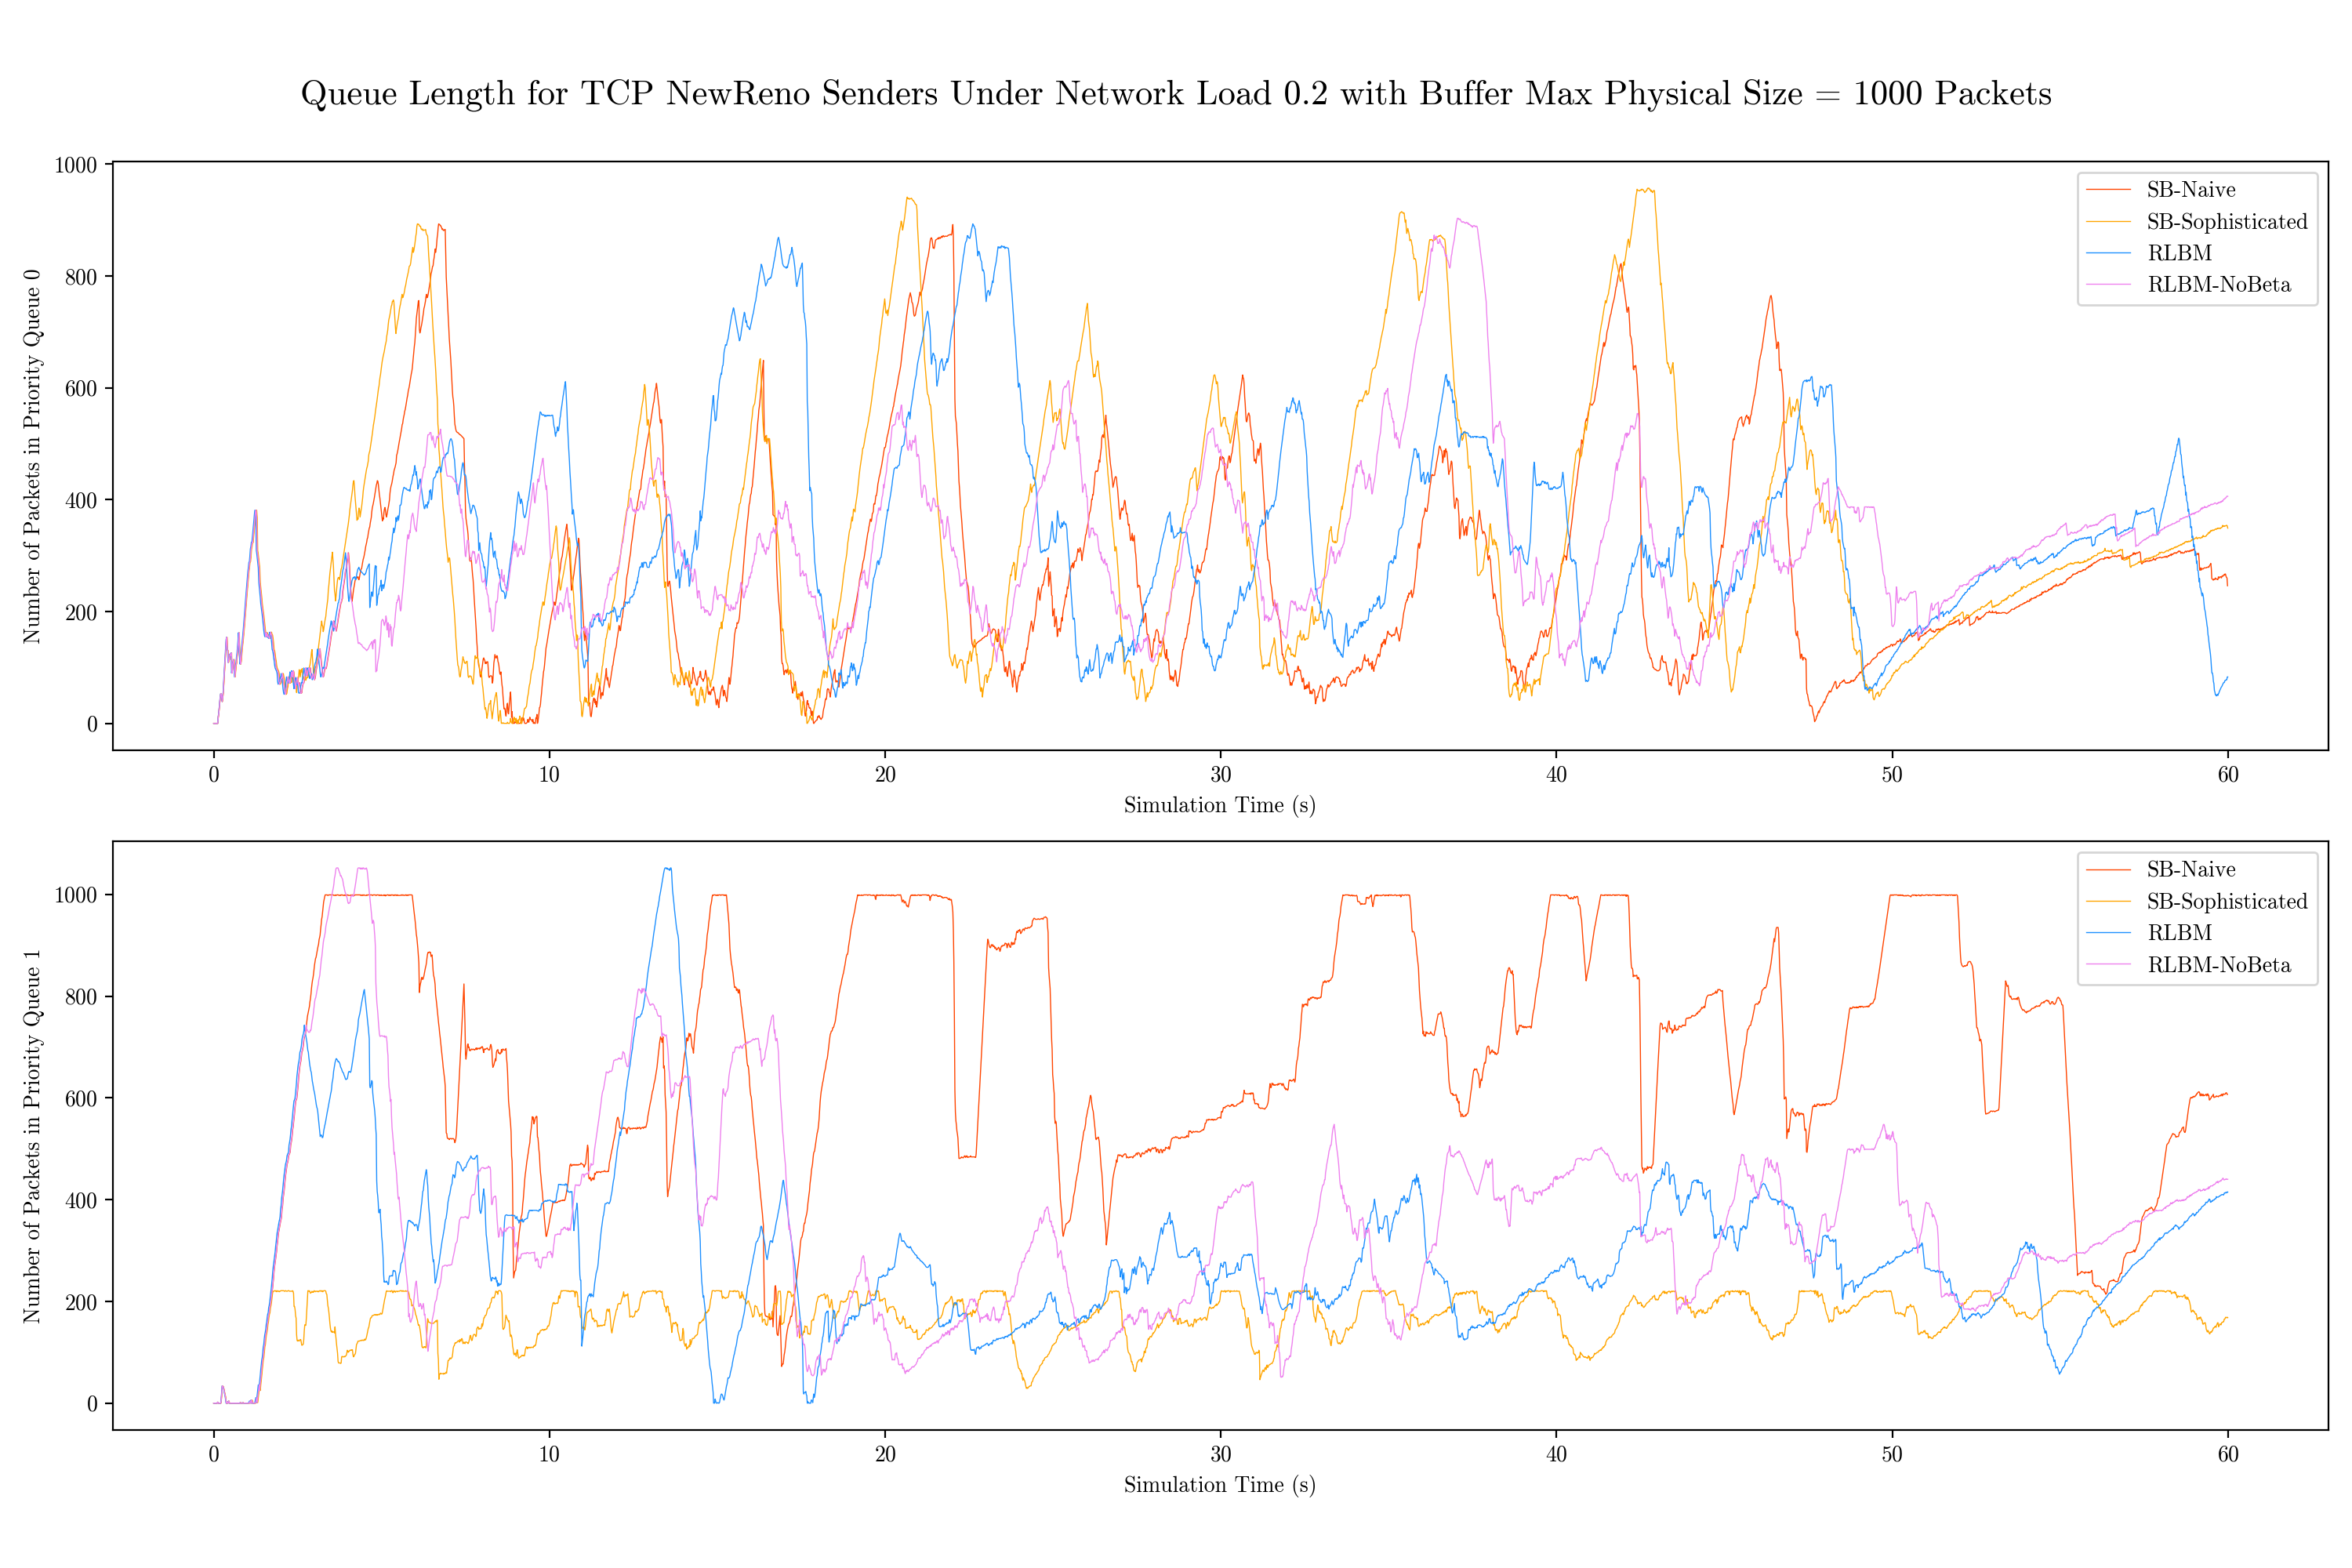 Queue Length for TCP NewReno Senders Under Network Load 0.2 with Buffer Max Physical Size = 1000 Packets
Number of Packets in Priority Queue 0
1000
800
600
400
200
0
SB-Naive
SB-Sophisticated
RLBM
RLBM-NoBeta
0 10 20 30 40 50 60
Simulation Time (s)
Number of Packets in Priority Queue 1
1000
800
600
400
200
0
SB-Naive
SB-Sophisticated
RLBM
RLBM-NoBeta
0 10 20 30 40 50 60
Simulation Time (s)